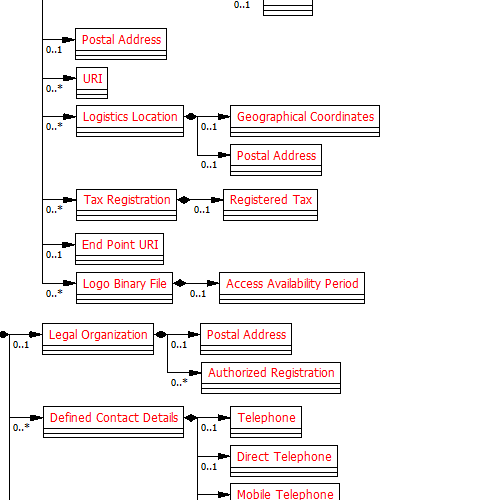 0..1
Postal Address
0..1
URI
0..*
Logistics Location
Geographical Coordinates
0..*
0..1
Postal Address
0..1
Tax Registration
Registered Tax
0..*
0..1
End Point URI
0..1
Logo Binary File
Access Availability Period
0..*
0..1
Legal Organization
Postal Address
0..1
0..1
Authorized Registration
0..*
Defined Contact Details
Telephone
0..*
0..1
Direct Telephone
0..1
Mobile Telephone